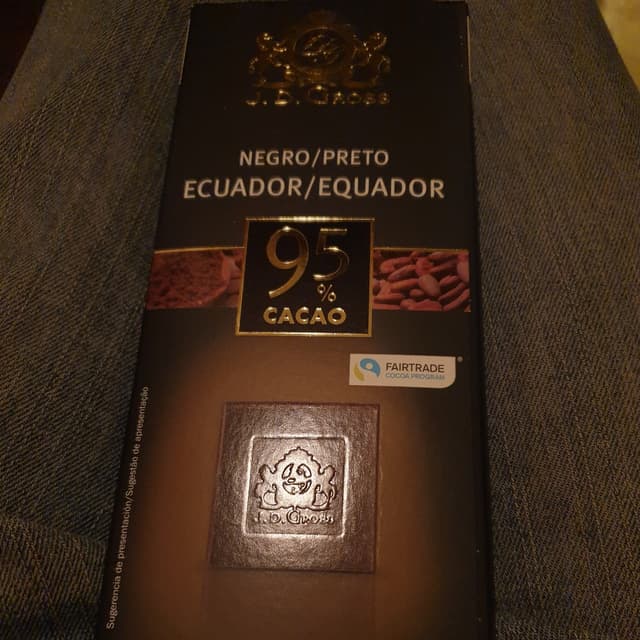 J. D. Gross
NEGRO/PRETO
ECUADOR/EQUADOR
95
%
CACAO
FAIRTRADE
COCOA PROGRAM
J. D. Gross
Sugerencia de presentación/Sugestão de apresentação